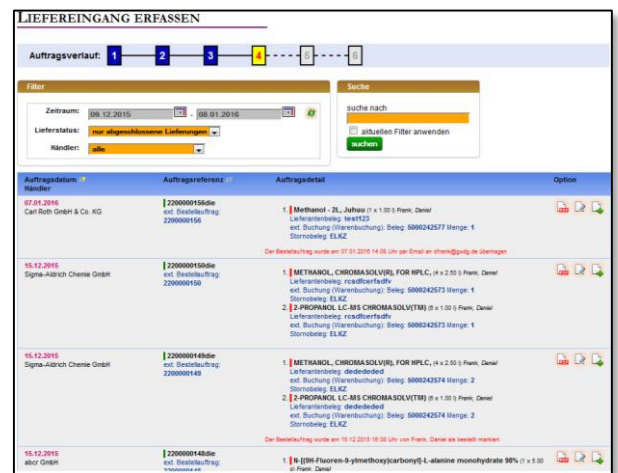 LIEFEREINGANG ERFASSEN
Auftragsverlauf: 1 2 3 4 5 6
Filter
Zeitraum: 09.12.2015 - 08.01.2016
Lieferstatus: nur abgeschlossene Lieferungen
Händler: alle
Suche
suche nach
aktuellen Filter anwenden
suchen
Auftragsdatum Auftragsreferenz Auftragsdetail Option
Händler
07.01.2016 2200000156die
Carl Roth GmbH & Co. KG ext. Bestellauftrag:
2200000156
1. Methanol - 2L, Juhuu (1 x 1.00 l) Frank, Daniel
Lieferantenbeleg: test123
ext. Buchung (Warenbuchung): Beleg: 5000242577 Menge: 1
Stornobeleg: ELKZ
Der Bestellauftrag wurde am 07.01.2016 14:08 Uhr per Email an dfrank@gwdg.de übertragen
15.12.2015 2200000150die
Sigma-Aldrich Chemie GmbH ext. Bestellauftrag:
2200000150
1. METHANOL, CHROMASOLV(R), FOR HPLC, (4 x 2.50 l) Frank, Daniel
Lieferantenbeleg: rcsdfcerfsdfv
ext. Buchung (Warenbuchung): Beleg: 5000242573 Menge: 1
Stornobeleg: ELKZ
2. 2-PROPANOL LC-MS CHROMASOLV(TM) (6 x 1.00 l) Frank, Daniel
Lieferantenbeleg: rcsdfcerfsdfv
ext. Buchung (Warenbuchung): Beleg: 5000242573 Menge: 1
Stornobeleg: ELKZ
15.12.2015 2200000149die
Sigma-Aldrich Chemie GmbH ext. Bestellauftrag:
2200000149
1. METHANOL, CHROMASOLV(R), FOR HPLC, (4 x 2.50 l) Frank, Daniel
Lieferantenbeleg: dedededed
ext. Buchung (Warenbuchung): Beleg: 5000242574 Menge: 2
Stornobeleg: ELKZ
2. 2-PROPANOL LC-MS CHROMASOLV(TM) (6 x 1.00 l) Frank, Daniel
Lieferantenbeleg: dedededed
ext. Buchung (Warenbuchung): Beleg: 5000242574 Menge: 2
Stornobeleg: ELKZ
Der Bestellauftrag wurde am 15.12.2015 Uhr von Frank, Daniel als bestellt markiert
15.12.2015 2200000148die
abcr GmbH ext. Bestellauftrag:
2200000148
1. N-[(9H-Fluoren-9-ylmethoxy)carbonyl]-L-alanine monohydrate 98% (1 x 5.00
g) Frank, Daniel